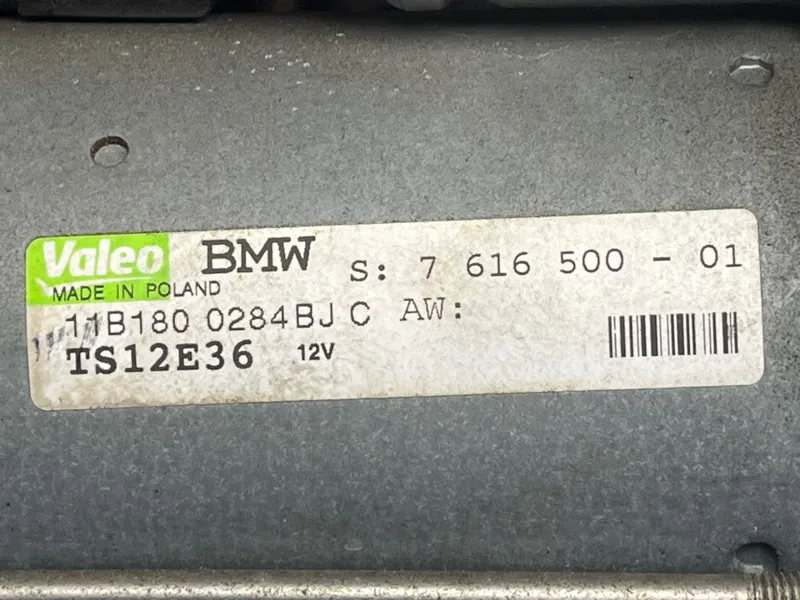 Valeo BMW S: 7 616 500 - 01
MADE IN POLAND
11B180 0284BJ C AW:
TS12E36 12V